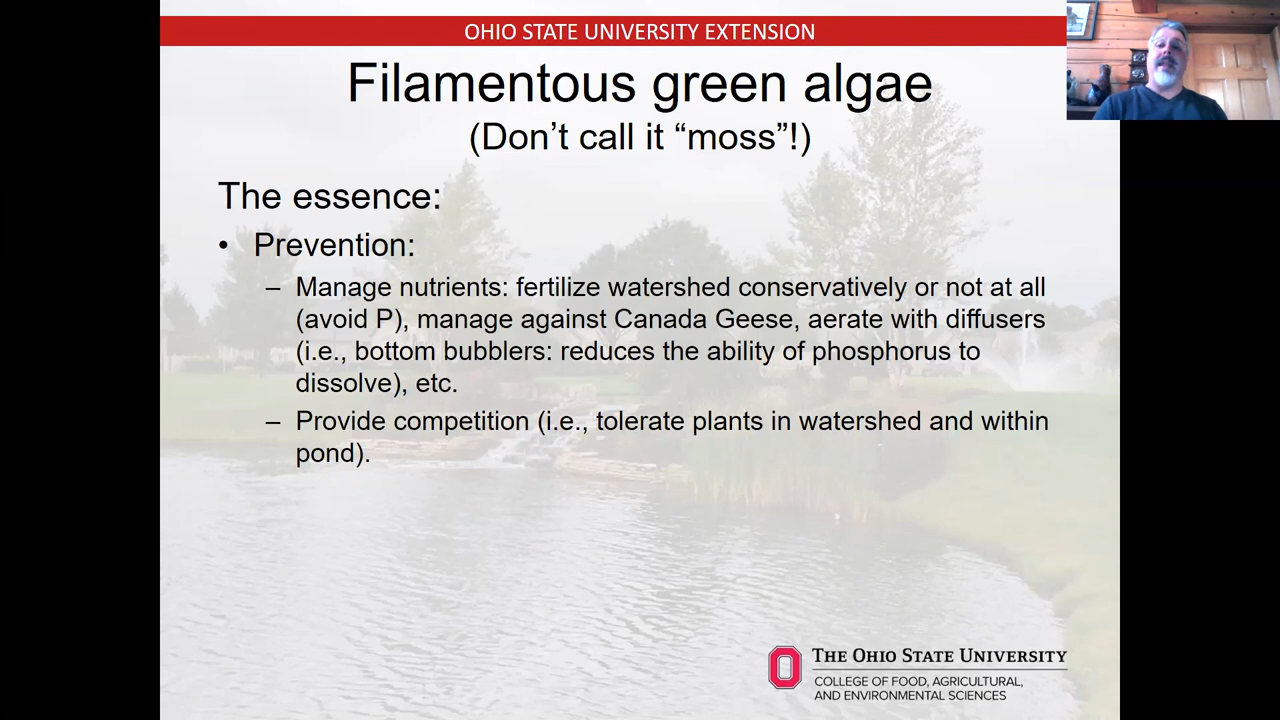 OHIO STATE UNIVERSITY EXTENSION
Filamentous green algae
(Don’t call it “moss”!)
The essence:
• Prevention:
– Manage nutrients: fertilize watershed conservatively or not at all
(avoid P), manage against Canada Geese, aerate with diffusers
(i.e., bottom bubblers: reduces the ability of phosphorus to
dissolve), etc.
– Provide competition (i.e., tolerate plants in watershed and within
pond).
THE OHIO STATE UNIVERSITY
COLLEGE OF FOOD, AGRICULTURAL,
AND ENVIRONMENTAL SCIENCES